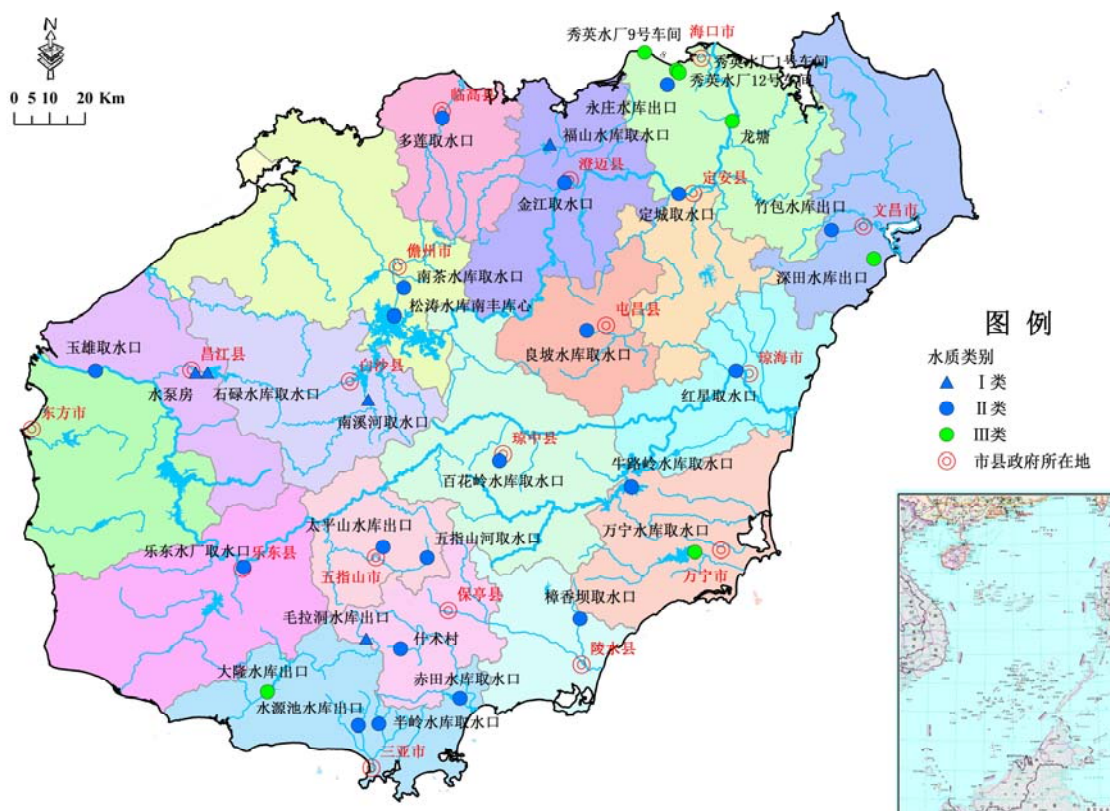 N
0 5 10 20 Km
秀英水厂9号车间
海口市
秀英水厂1号车间
秀英水厂12号车间
永庄水库出口
临高县
多莲取水口
福山水库取水口
龙塘
澄迈县
金江取水口
定安县
定城取水口
竹包水库出口
文昌市
深田水库出口
儋州市
南茶水库取水口
松涛水库南丰库心
屯昌县
良坡水库取水口
玉雄取水口
昌江县
水泵房
石碌水库取水口
白沙县
南溪河取水口
琼海市
红星取水口
东方市
琼中县
百花岭水库取水口
牛路岭水库取水口
太平山水库出口
五指山河取水口
万宁水库取水口
乐东水厂取水口
乐东县
五指山市
万宁市
保亭县
樟香坝取水口
毛拉洞水库出口
什术村
陵水县
大隆水库出口
赤田水库取水口
水源池水库出口
半岭水库取水口
三亚市
图 例
水质类别
Ⅰ类
Ⅱ类
Ⅲ类
市县政府所在地